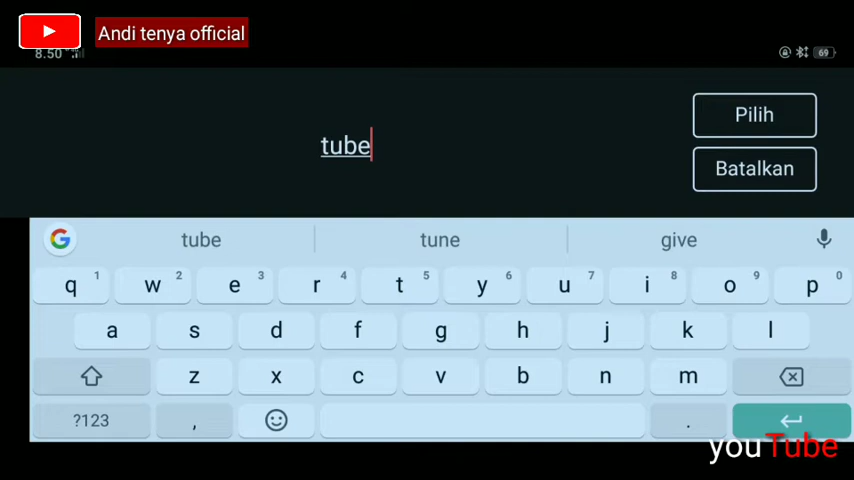 Andi tenya official
8.50
69
tube
Pilih
Batalkan
tube tune give
q 1 w 2 e 3 r 4 t 5 y 6 u 7 i 8 o 9 p 0
a s d f g h j k l
z x c v b n m
?123 , .
youTube